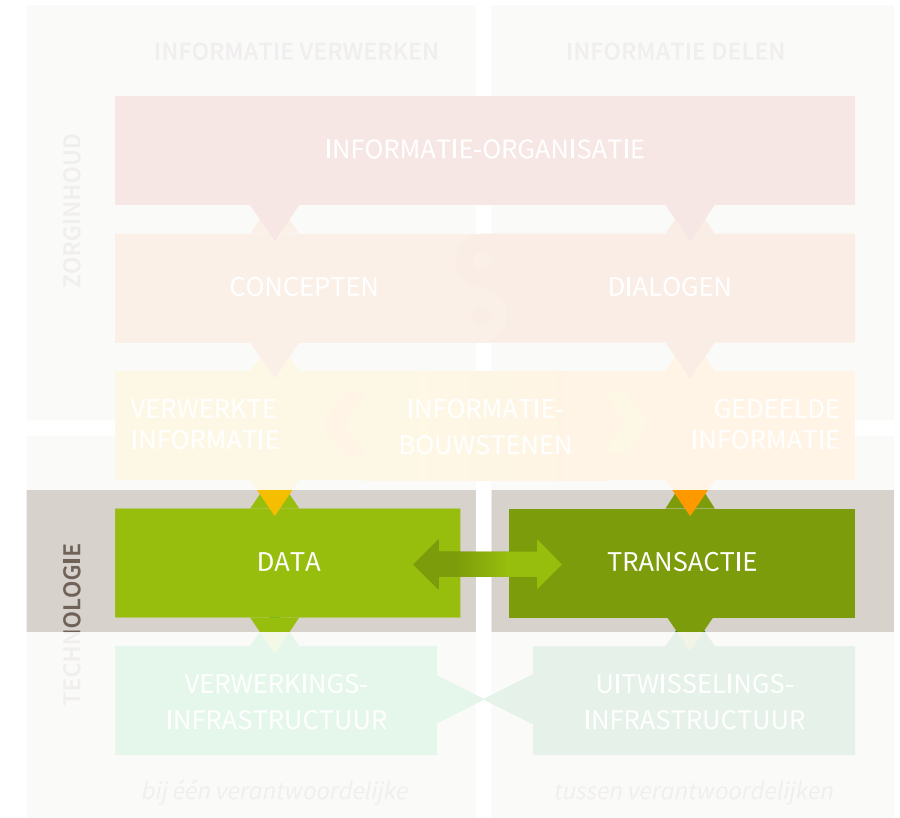 INFORMATIE VERWERKEN
INFORMATIE DELEN
ZORGINHOUD
INFORMATIE-ORGANISATIE
CONCEPTEN
DIALOGEN
VERWERKTE
INFORMATIE
INFORMATIE-
BOUWSTENEN
GEDEELDE
INFORMATIE
TECHNOLOGIE
DATA
TRANSACTIE
VERWERKINGS-
INFRASTRUCTUUR
UITWISSELINGS-
INFRASTRUCTUUR
bij één verantwoordelijke
tussen verantwoordelijken